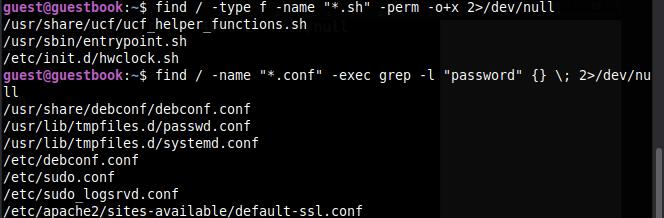 guest@guestbook:~$ find / -type f -name "*.sh" -perm -o+x 2>/dev/null
/usr/share/ucf/ucf_helper_functions.sh
/usr/sbin/entrypoint.sh
/etc/init.d/hwclock.sh
guest@guestbook:~$ find / -name "*.conf" -exec grep -l "password" {} \; 2>/dev/nu
ll
/usr/share/debconf/debconf.conf
/usr/lib/tmpfiles.d/passwd.conf
/usr/lib/tmpfiles.d/systemd.conf
/etc/debconf.conf
/etc/sudo.conf
/etc/sudo_logsrvd.conf
/etc/apache2/sites-available/default-ssl.conf